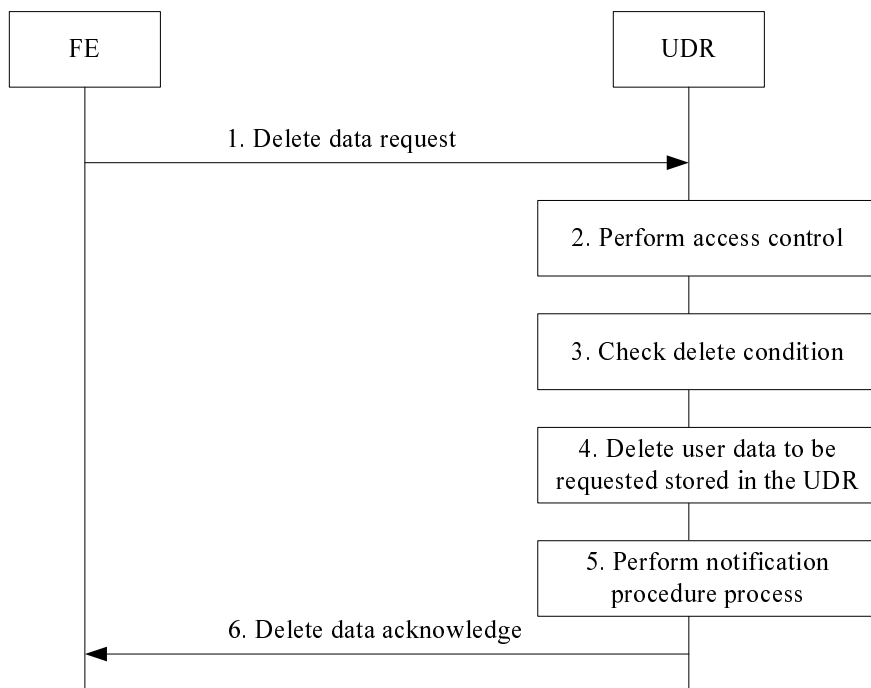 FE
UDR
1. Delete data request
2. Perform access control
3. Check delete condition
4. Delete user data to be
requested stored in the UDR
5. Perform notification
procedure process
6. Delete data acknowledge